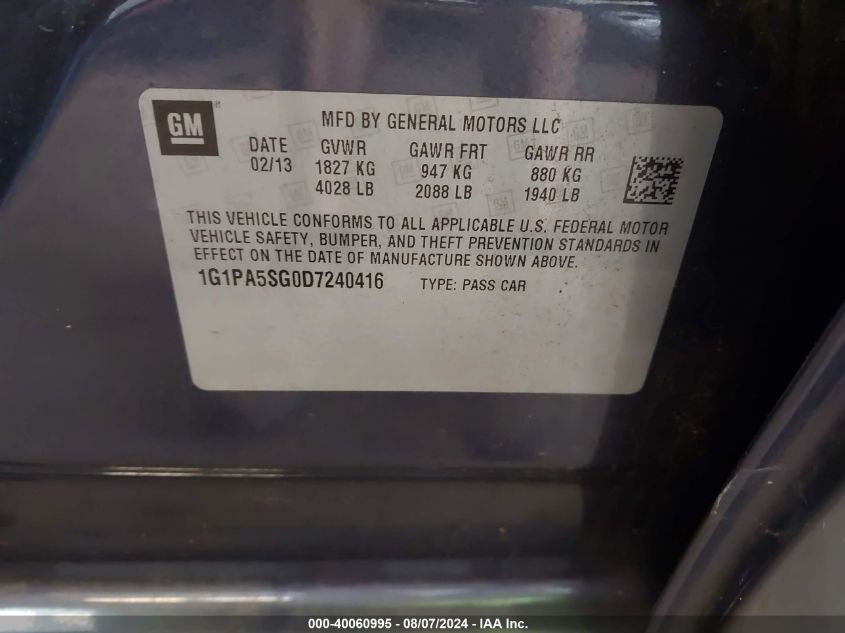 GM
MFD BY GENERAL MOTORS LLC
DATE GVWR GAWR FRT GAWR RR
02/13 1827 KG 947 KG 880 KG
4028 LB 2088 LB 1940 LB
THIS VEHICLE CONFORMS TO ALL APPLICABLE U.S. FEDERAL MOTOR
VEHICLE SAFETY, BUMPER, AND THEFT PREVENTION STANDARDS IN
EFFECT ON THE DATE OF MANUFACTURE SHOWN ABOVE.
1G1PA5SG0D7240416 TYPE: PASS CAR
000-40060995 - 08/07/2024 - IAA Inc.